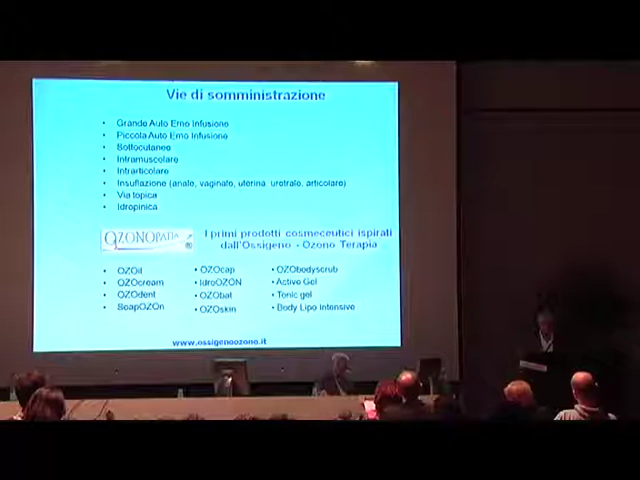 Vie di somministrazione
• Grande Auto Emo Infusione
• Piccola Auto Emo Infusione
• Sottocutanea
• Intramuscolare
• Intrarticolare
• Insuflazione (anale, vaginale, uterina uretrale, articolare)
• Via topica
• Idropinica
OZONOPATIA ®
I primi prodotti cosmeceutici ispirati
dall'Ossigeno - Ozono Terapia
• OZOil
• OZOcream
• OZOdent
• SoapOZOn
• OZOcap
• IdroOZON
• OZObat
• OZOskin
• OZObodyscrub
• Active Gel
• Tonic gel
• Body Lipo Intensive
www.ossigenoozono.it